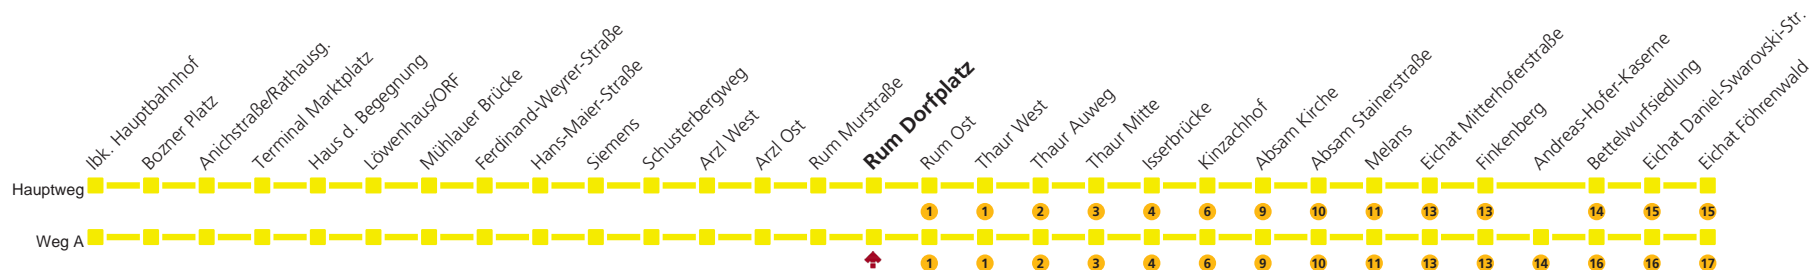 Ibk. Hauptbahnhof
Bozner Platz
Anichstraße/Rathausg.
Terminal Marktplatz
Haus d. Begegnung
Löwenhaus/ORF
Mühlauer Brücke
Ferdinand-Weyrer-Straße
Hans-Maier-Straße
Siemens
Schusterbergweg
Arzl West
Arzl Ost
Rum Murstraße
Rum Dorfplatz
Rum Ost
Thaur West
Thaur Auweg
Thaur Mitte
Isserbrücke
Kinzachhof
Absam Kirche
Absam Stainerstraße
Melans
Eichat Mitterhoferstraße
Finkenberg
Andreas-Hofer-Kaserne
Bettelwurfsiedlung
Eichat Daniel-Swarovski-Str.
Eichat Föhrenwald
Hauptweg
1 1 2 3 4 6 9 10 11 13 13 14 15 15
Weg A
1 1 2 3 4 6 9 10 11 13 13 14 16 16 17